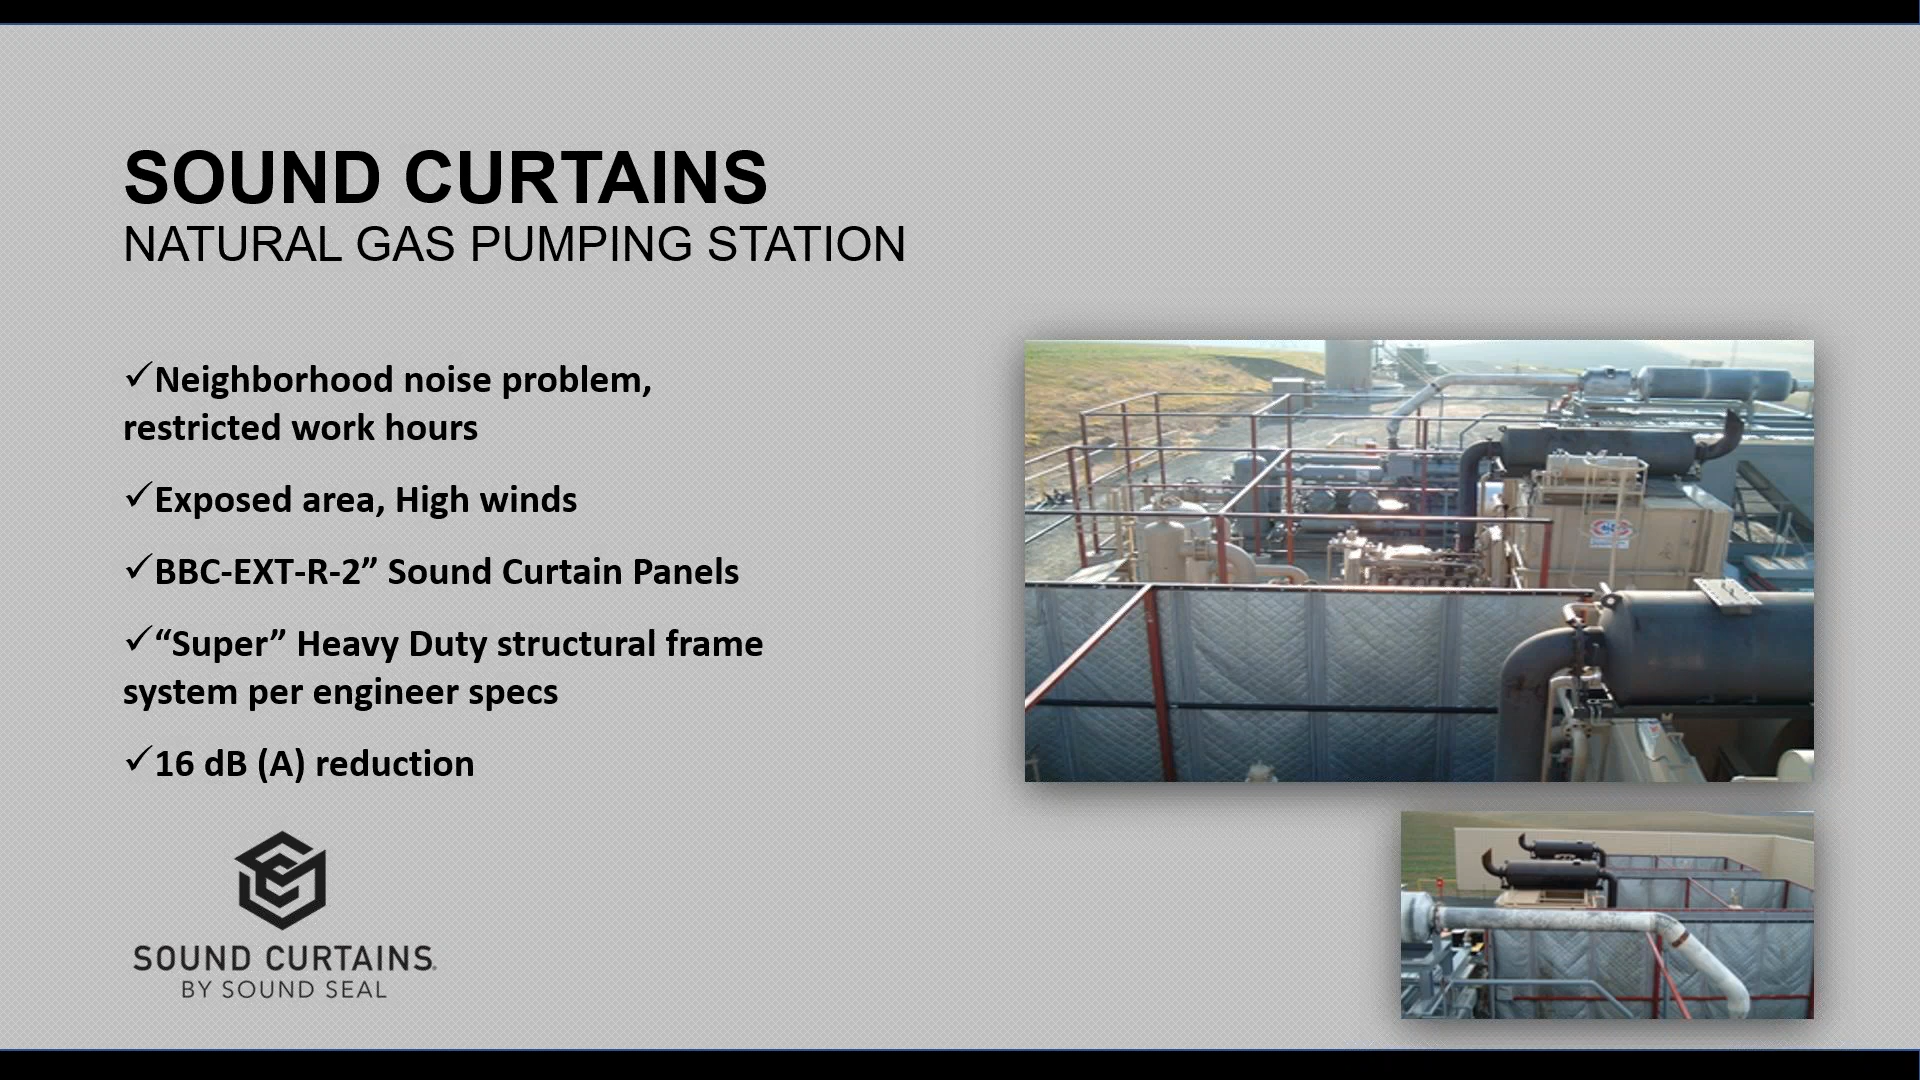 SOUND CURTAINS
NATURAL GAS PUMPING STATION
✓Neighborhood noise problem,
restricted work hours
✓Exposed area, High winds
✓BBC-EXT-R-2” Sound Curtain Panels
✓“Super” Heavy Duty structural frame
system per engineer specs
✓16 dB (A) reduction
SOUND CURTAINS
BY SOUND SEAL